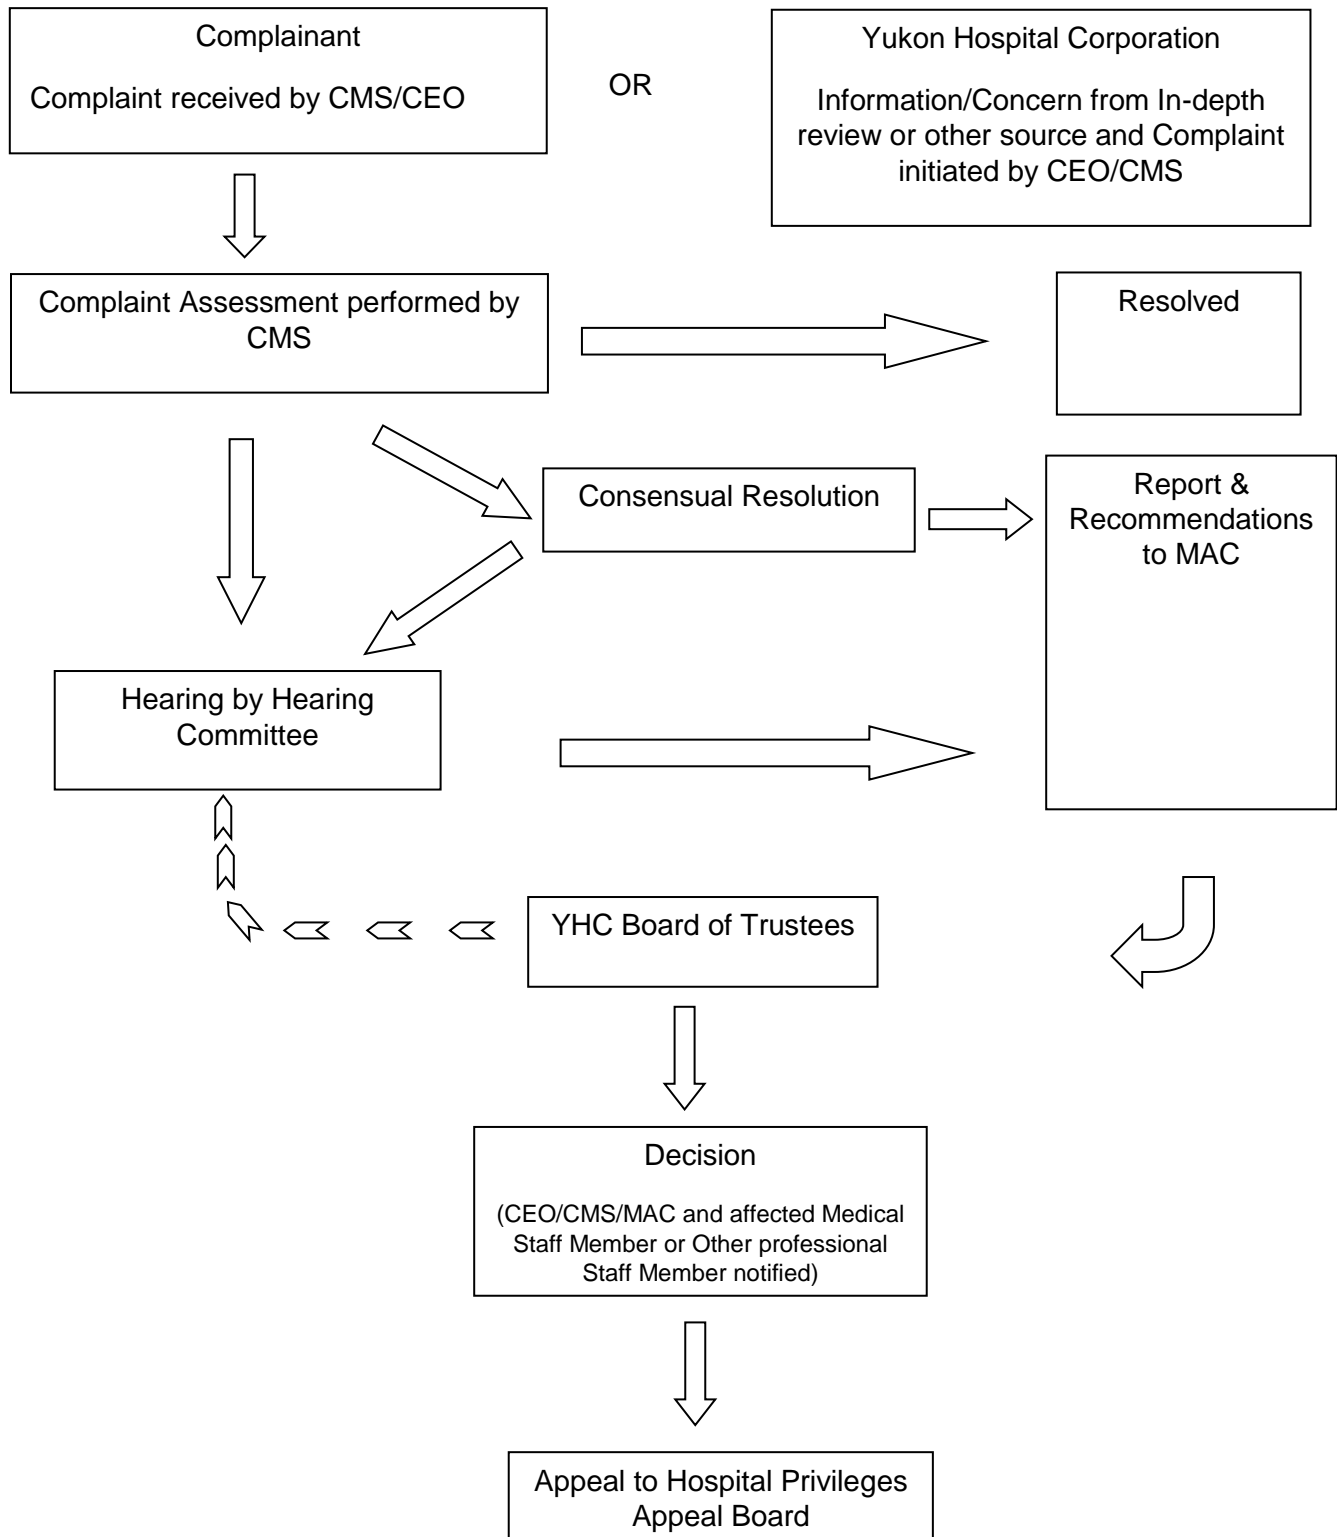 Complainant
Complaint received by CMS/CEO
OR
Yukon Hospital Corporation
Information/Concern from In-depth
review or other source and Complaint
initiated by CEO/CMS
Complaint Assessment performed by
CMS
Resolved
Consensual Resolution
Report &
Recommendations
to MAC
Hearing by Hearing
Committee
YHC Board of Trustees
Decision
(CEO/CMS/MAC and affected Medical
Staff Member or Other professional
Staff Member notified)
Appeal to Hospital Privileges
Appeal Board